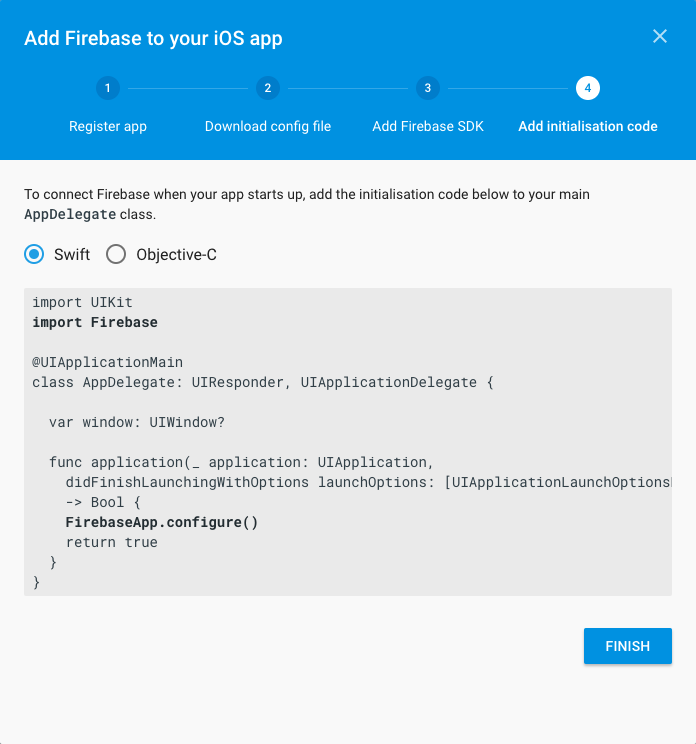 Add Firebase to your iOS app
1
2
3
4
Register app
Download config file
Add Firebase SDK
Add initialisation code
To connect Firebase when your app starts up, add the initialisation code below to your main
AppDelegate class.
Swift
Objective-C
import UIKit
import Firebase
@UIApplicationMain
class AppDelegate: UIResponder, UIApplicationDelegate {
var window: UIWindow?
func application(_ application: UIApplication,
didFinishLaunchingWithOptions launchOptions: [UIApplicationLaunchOptions
-> Bool {
FirebaseApp.configure()
return true
}
}
FINISH